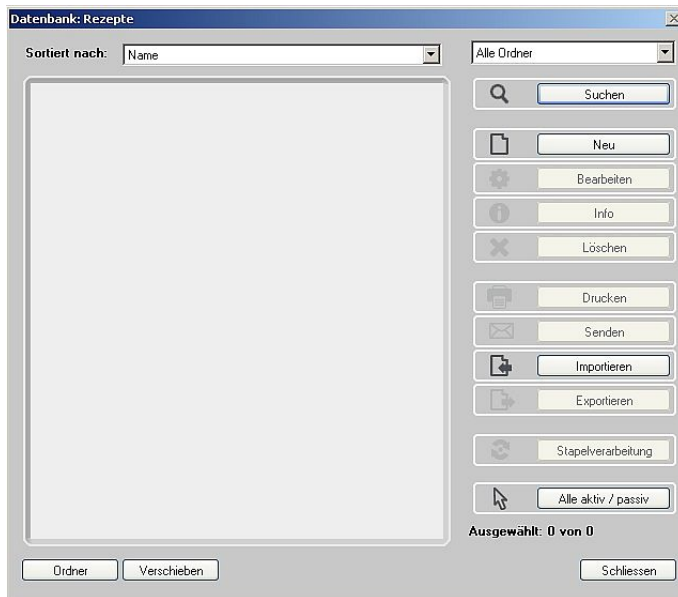 Datenbank: Rezepte
Sortiert nach:
Name
Alle Ordner
Suchen
Neu
Bearbeiten
Info
Löschen
Drucken
Senden
Importieren
Exportieren
Stapelverarbeitung
Alle aktiv / passiv
Ausgewählt: 0 von 0
Ordner
Verschieben
Schliessen